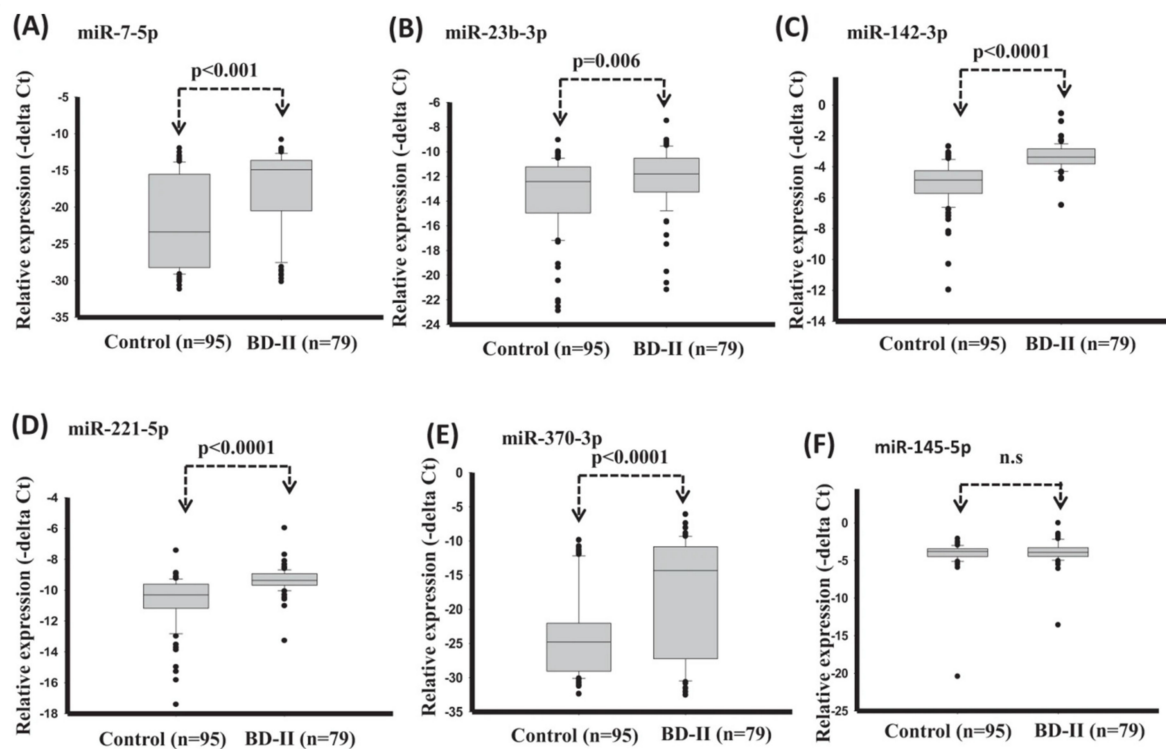 (A)
miR-7-5p
p<0.001
Relative expression (-delta Ct)
-5
-10
-15
-20
-25
-30
-35
Control (n=95) BD-II (n=79)
(B)
miR-23b-3p
p=0.006
Relative expression (-delta Ct)
-6
-8
-10
-12
-14
-16
-18
-20
-22
-24
Control (n=95) BD-II (n=79)
(C)
miR-142-3p
p<0.0001
Relative expression (-delta Ct)
0
-2
-4
-6
-8
-10
-12
-14
Control (n=95) BD-II (n=79)
(D)
miR-221-5p
p<0.0001
Relative expression (-delta Ct)
-4
-6
-8
-10
-12
-14
-16
-18
Control (n=95) BD-II (n=79)
(E)
miR-370-3p
p<0.0001
Relative expression (-delta Ct)
0
-5
-10
-15
-20
-25
-30
-35
Control (n=95) BD-II (n=79)
(F)
miR-145-5p
n.s
Relative expression (-delta Ct)
0
-5
-10
-15
-20
-25
Control (n=95) BD-II (n=79)